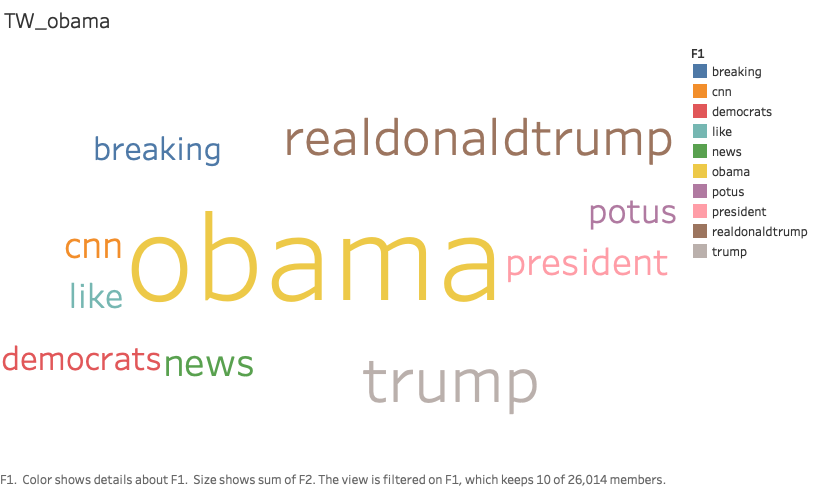 TW_obama
breaking
realdonaldtrump
potus
cnn
obama
president
like
democrats
news
trump
F1
breaking
cnn
democrats
like
news
obama
potus
president
realdonaldtrump
trump
F1.  Color shows details about F1.  Size shows sum of F2. The view is filtered on F1, which keeps 10 of 26,014 members.